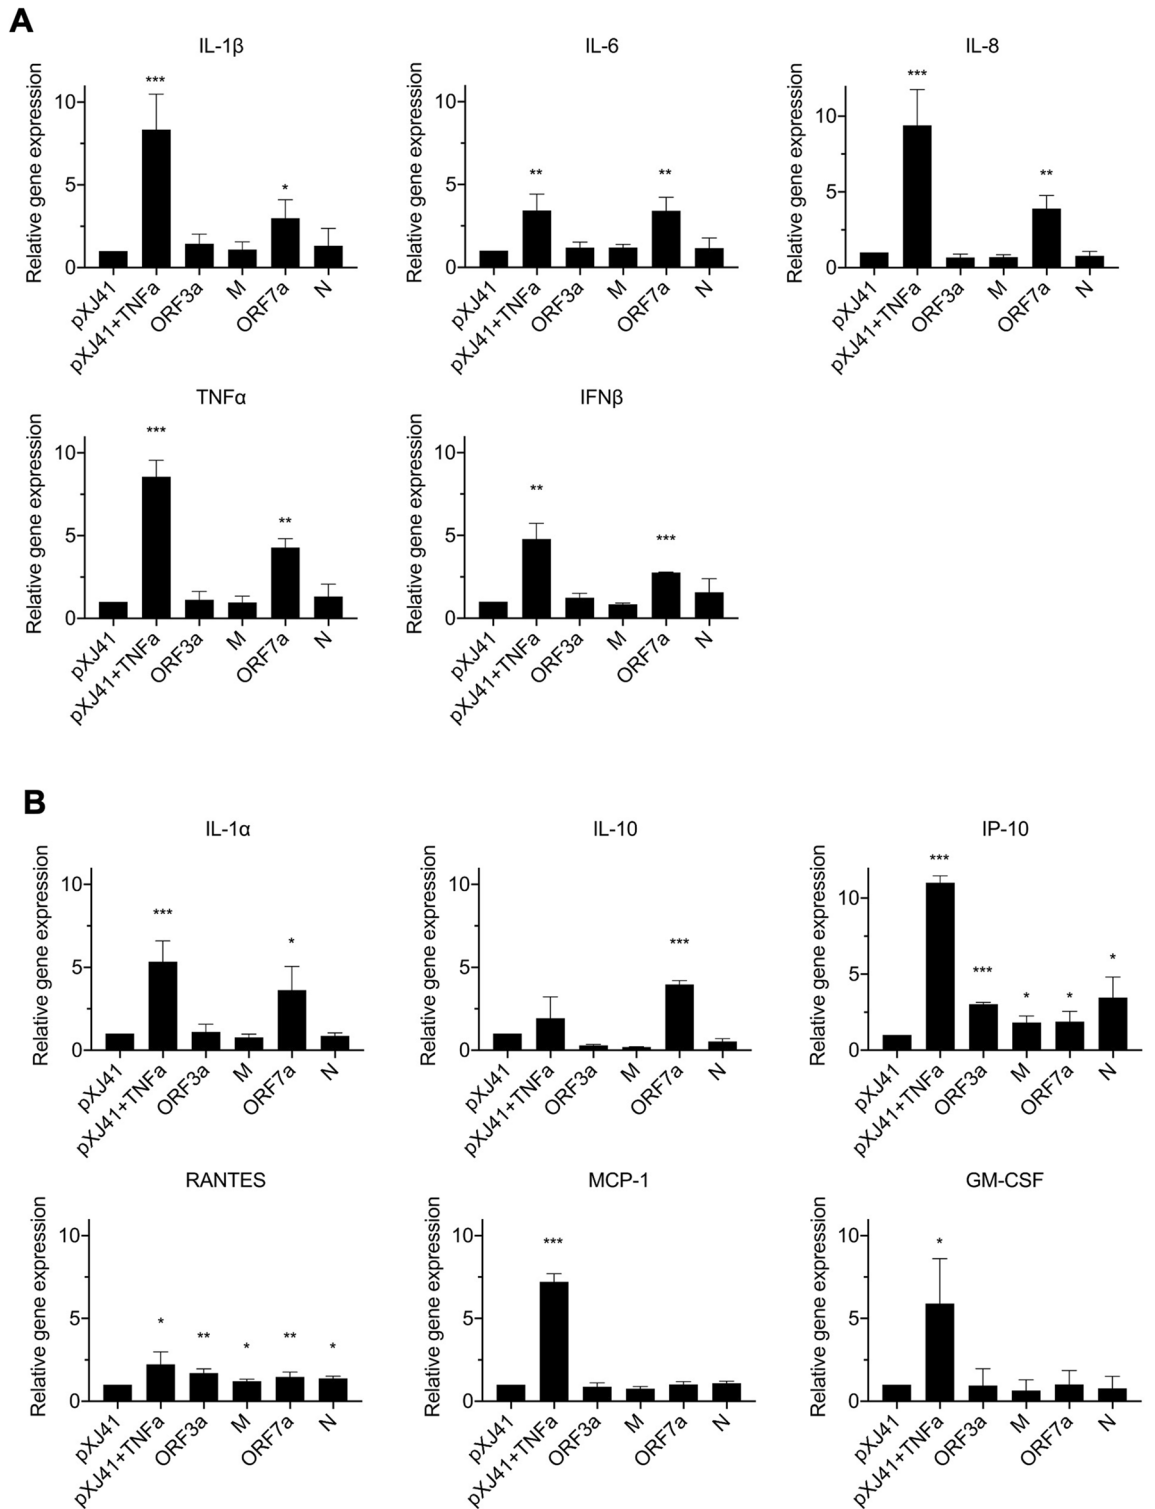 A
IL-1β
IL-6
IL-8
Relative gene expression
10
5
0
***
*
pXJ41
pXJ41+TNFa
ORF3a
M
ORF7a
N
Relative gene expression
10
5
0
**
**
pXJ41
pXJ41+TNFa
ORF3a
M
ORF7a
N
Relative gene expression
10
5
0
***
**
pXJ41
pXJ41+TNFa
ORF3a
M
ORF7a
N
TNFα
IFNβ
Relative gene expression
10
5
0
***
**
pXJ41
pXJ41+TNFa
ORF3a
M
ORF7a
N
Relative gene expression
10
5
0
**
***
pXJ41
pXJ41+TNFa
ORF3a
M
ORF7a
N
B
IL-1α
IL-10
IP-10
Relative gene expression
10
5
0
***
*
pXJ41
pXJ41+TNFa
ORF3a
M
ORF7a
N
Relative gene expression
10
5
0
***
pXJ41
pXJ41+TNFa
ORF3a
M
ORF7a
N
Relative gene expression
10
5
0
***
***
*
*
*
pXJ41
pXJ41+TNFa
ORF3a
M
ORF7a
N
RANTES
MCP-1
GM-CSF
Relative gene expression
10
5
0
*
**
*
**
*
pXJ41
pXJ41+TNFa
ORF3a
M
ORF7a
N
Relative gene expression
10
5
0
***
pXJ41
pXJ41+TNFa
ORF3a
M
ORF7a
N
Relative gene expression
10
5
0
*
pXJ41
pXJ41+TNFa
ORF3a
M
ORF7a
N